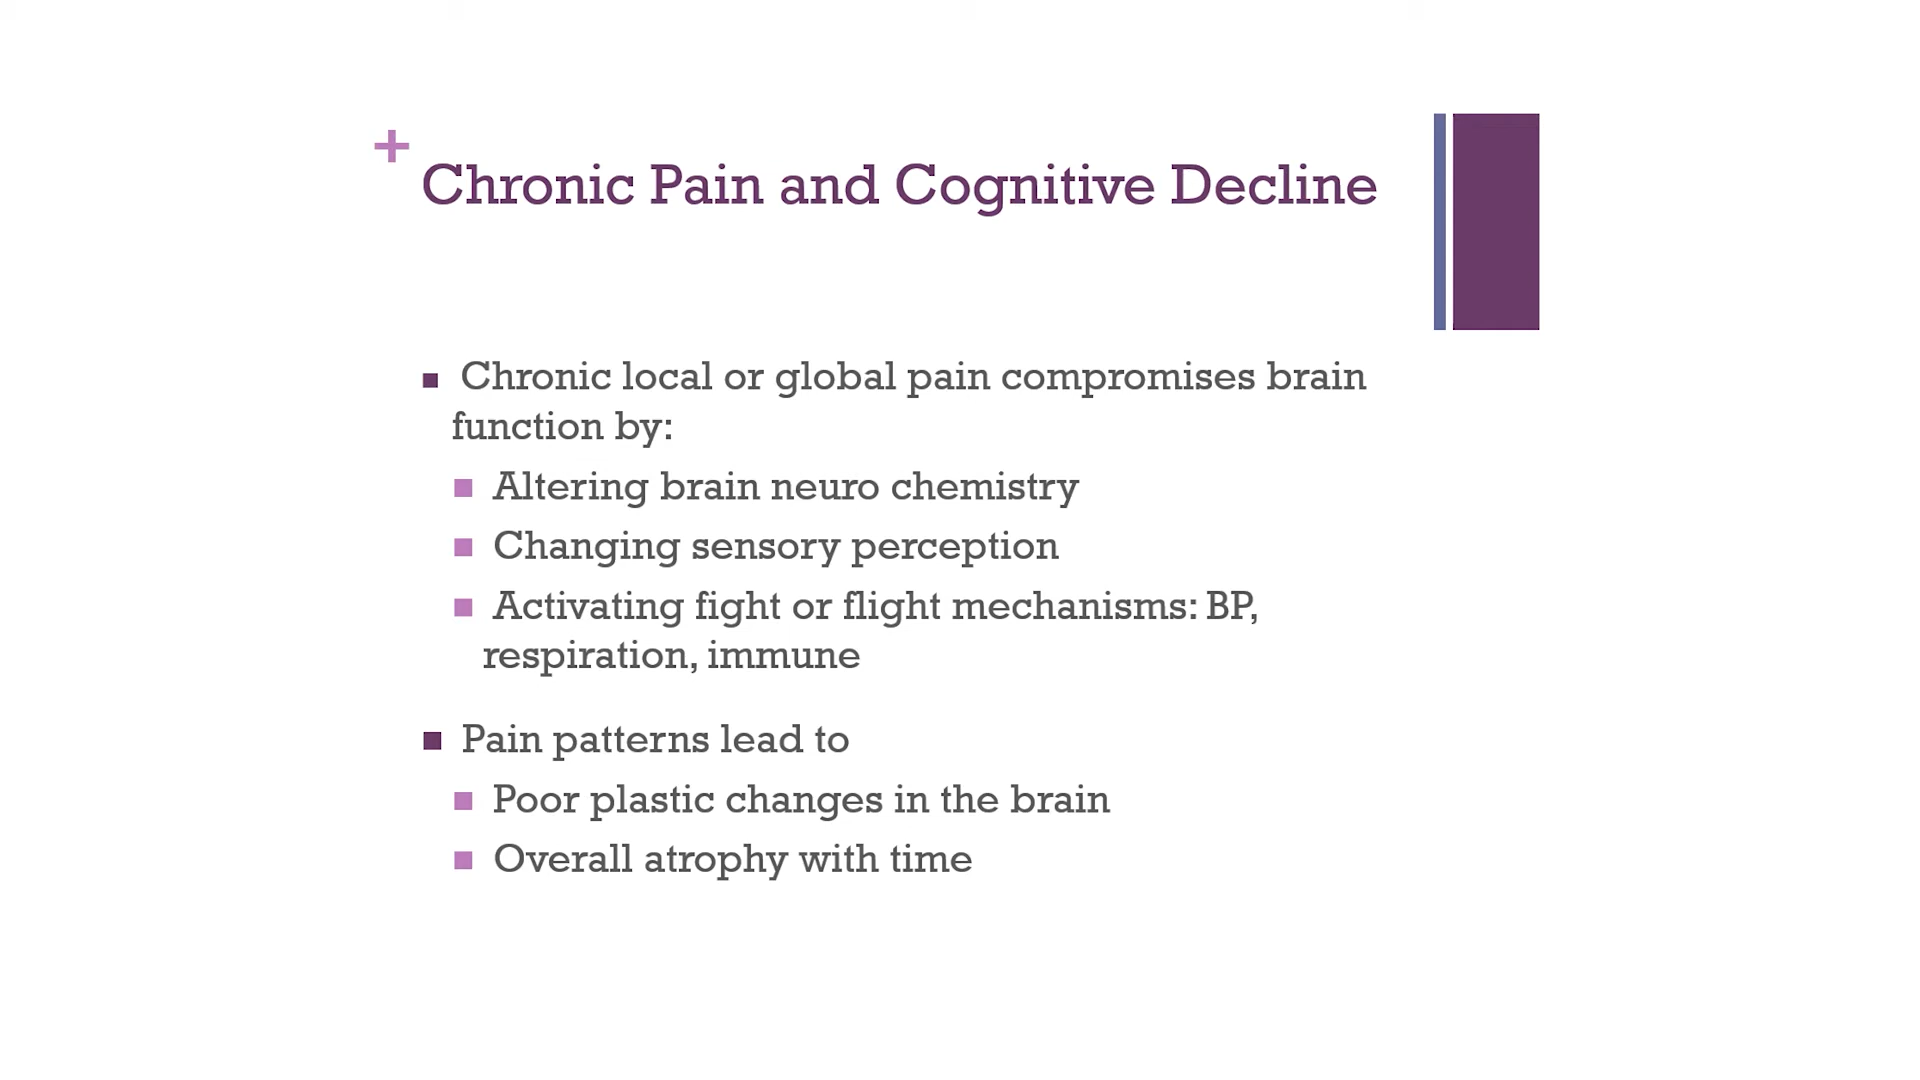 +
Chronic Pain and Cognitive Decline
Chronic local or global pain compromises brain
function by:
Altering brain neuro chemistry
Changing sensory perception
Activating fight or flight mechanisms: BP,
respiration, immune
Pain patterns lead to
Poor plastic changes in the brain
Overall atrophy with time